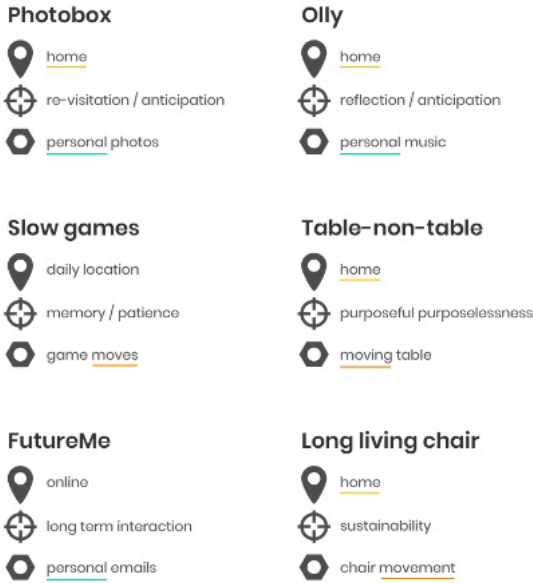 Photobox
home
re-visitation / anticipation
personal photos
Olly
home
reflection / anticipation
personal music
Slow games
daily location
memory / patience
game moves
Table-non-table
home
purposeful purposelessness
moving table
FutureMe
online
long term interaction
personal emails
Long living chair
home
sustainability
chair movement